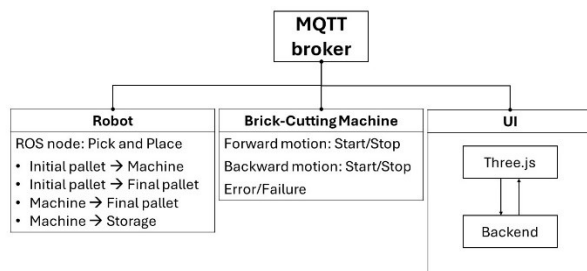 MQTT
broker
Robot
ROS node: Pick and Place
• Initial pallet → Machine
• Initial pallet → Final pallet
• Machine → Final pallet
• Machine → Storage
Brick-Cutting Machine
Forward motion: Start/Stop
Backward motion: Start/Stop
Error/Failure
UI
Three.js
Backend